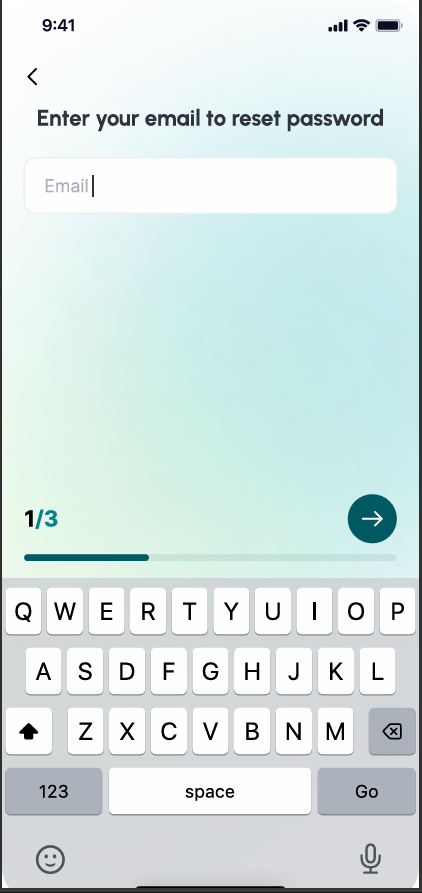 9:41
Enter your email to reset password
Email
1/3
Q W E R T Y U I O P
A S D F G H J K L
Z X C V B N M
123 space Go